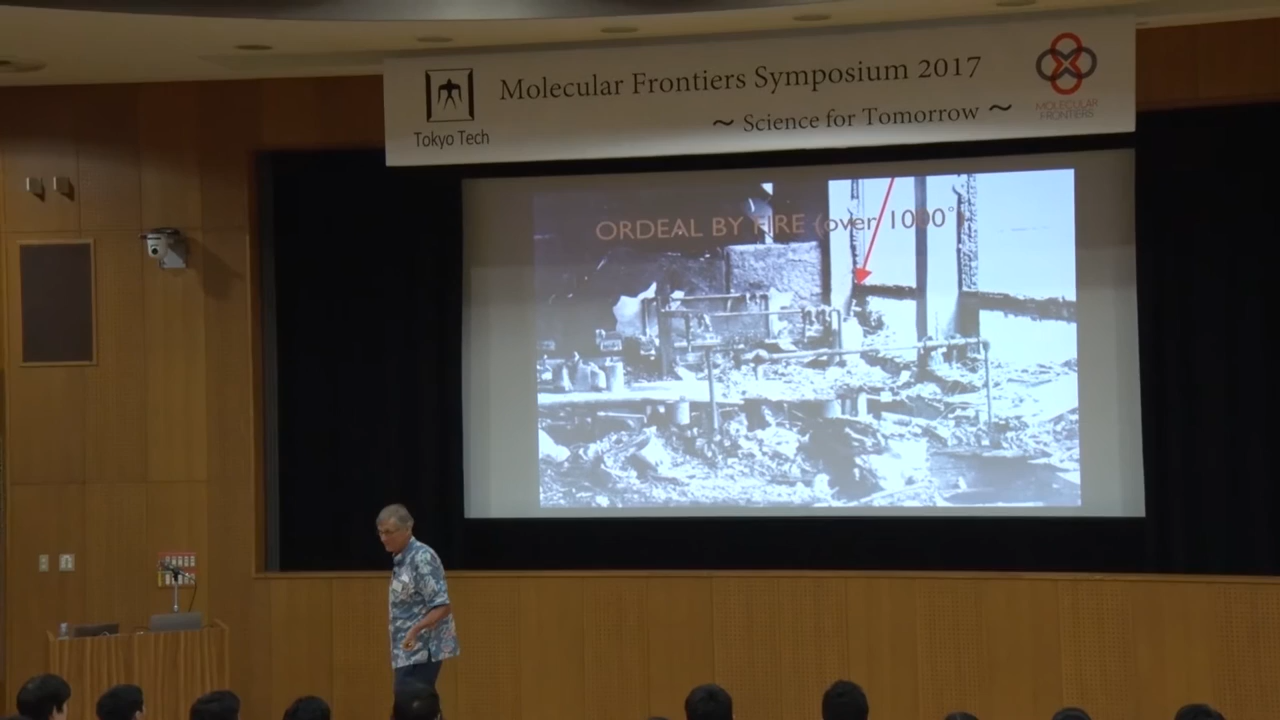 Tokyo Tech
Molecular Frontiers Symposium 2017
~ Science for Tomorrow ~
MOLECULAR
FRONTIERS
ORDEAL BY FIRE (over 1000°)